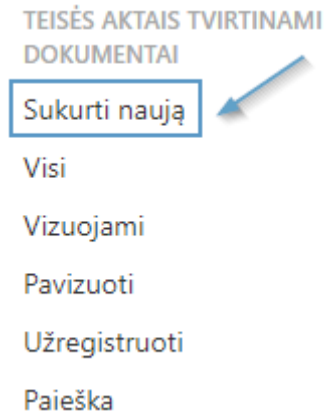 TEISĖS AKTAIS TVIRTINAMI
DOKUMENTAI
Sukurti naują
Visi
Vizuojami
Pavizuoti
Užregistruoti
Paieška